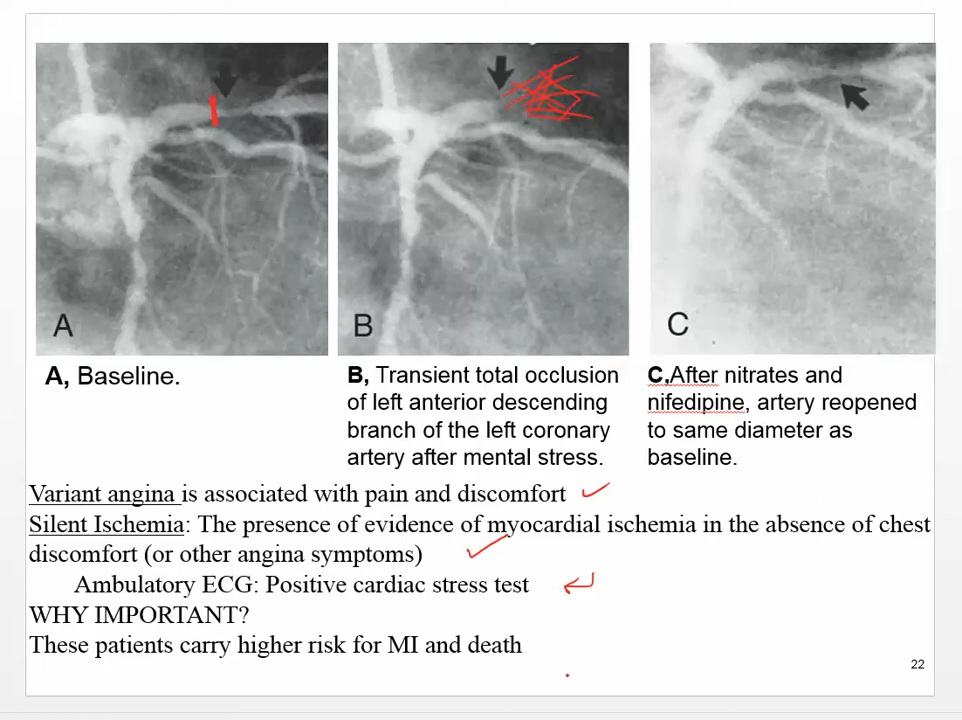 A
B
C
A, Baseline.
B, Transient total occlusion
of left anterior descending
branch of the left coronary
artery after mental stress.
C,After nitrates and
nifedipine, artery reopened
to same diameter as
baseline.
Variant angina is associated with pain and discomfort
Silent Ischemia: The presence of evidence of myocardial ischemia in the absence of chest
discomfort (or other angina symptoms)
Ambulatory ECG: Positive cardiac stress test
WHY IMPORTANT?
These patients carry higher risk for MI and death
22